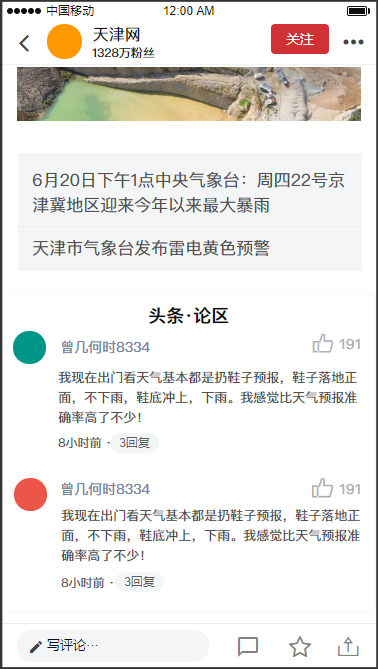 中国移动 12:00 AM
天津网
1328万粉丝
关注
6月20日下午1点中央气象台：周四22号京
津冀地区迎来今年以来最大暴雨
天津市气象台发布雷电黄色预警
头条·论区
曾几何时8334 191
我现在出门看天气基本都是扔鞋子预报，鞋子落地正
面，不下雨，鞋底冲上，下雨。我感觉比天气预报准
确率高了不少！
8小时前 · 3回复
曾几何时8334 191
我现在出门看天气基本都是扔鞋子预报，鞋子落地正
面，不下雨，鞋底冲上，下雨。我感觉比天气预报准
确率高了不少！
8小时前 · 3回复
写评论…